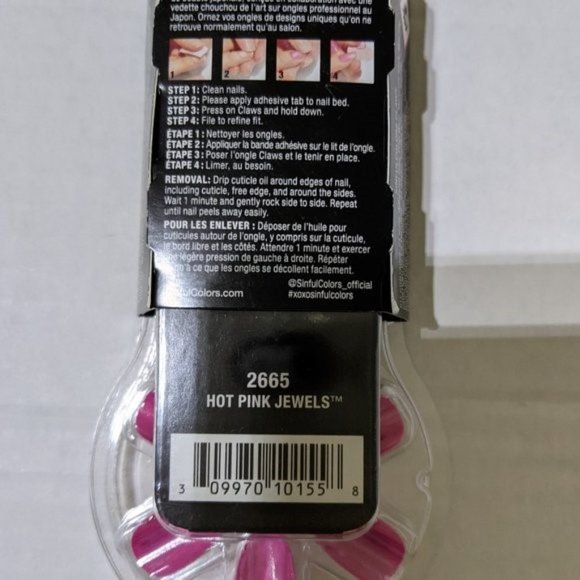 vedette chouchou de l'art sur ongles professionnel au
Japon. Ornez vos ongles de designs uniques qu'on ne
retrouve normalement qu'au salon.
1 2 3 4
STEP 1: Clean nails.
STEP 2: Please apply adhesive tab to nail bed.
STEP 3: Press on Claws and hold down.
STEP 4: File to refine fit.
ÉTAPE 1 : Nettoyer les ongles.
ÉTAPE 2 : Appliquer la bande adhésive sur le lit de l'ongle.
ÉTAPE 3 : Poser l'ongle Claws et le tenir en place.
ÉTAPE 4 : Limer, au besoin.
REMOVAL: Drip cuticle oil around edges of nail,
including cuticle, free edge, and around the sides.
Wait 1 minute and gently rock side to side. Repeat
until nail peels away easily.
POUR LES ENLEVER : Déposer de l'huile pour
cuticules autour de l'ongle, y compris sur la cuticule,
le bord libre et les côtés. Attendre 1 minute et exercer
une légère pression de gauche à droite. Répéter
qu'à ce que les ongles se décollent facilement.
@SinfulColors_official
fulColors.com #xoxosinfulcolors
2665
HOT PINK JEWELS™
3 09970 10155 8